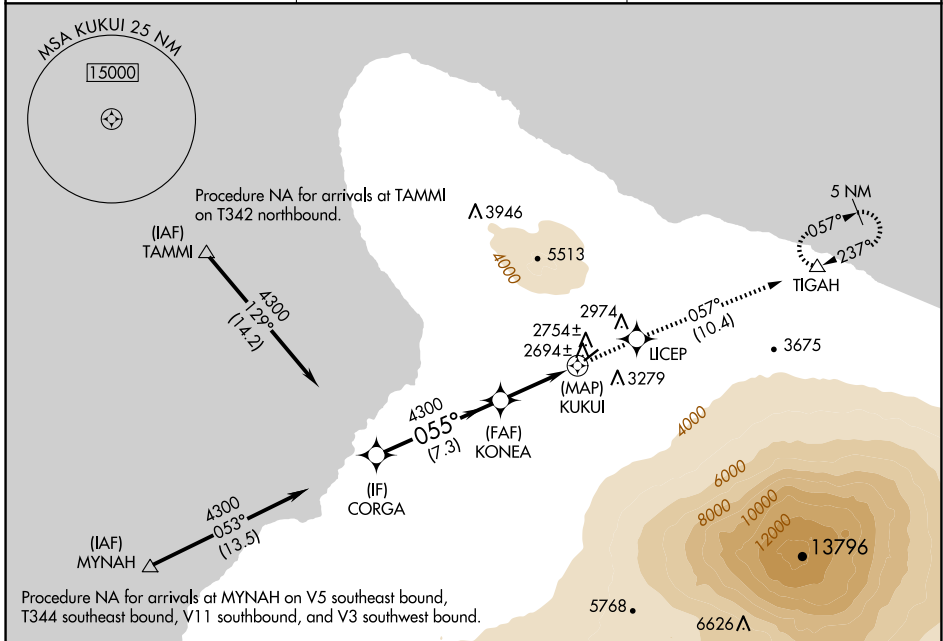 MSA KUKUI 25 NM
15000
Procedure NA for arrivals at TAMMI
on T342 northbound.
(IAF)
TAMMI
4300
129°
(14.2)
3946
4000
5513
5 NM
057°
237°
TIGAH
057°
(10.4)
2974
2754±
2694±
LICEP
3675
(MAP)
KUKUI
3279
4300
055°
(7.3)
(FAF)
KONEA
(IF)
CORGA
4000
6000
8000
10000
12000
13796
4300
053°
(13.5)
(IAF)
MYNAH
Procedure NA for arrivals at MYNAH on V5 southeast bound,
T344 southeast bound, V11 southbound, and V3 southwest bound.
5768
6626